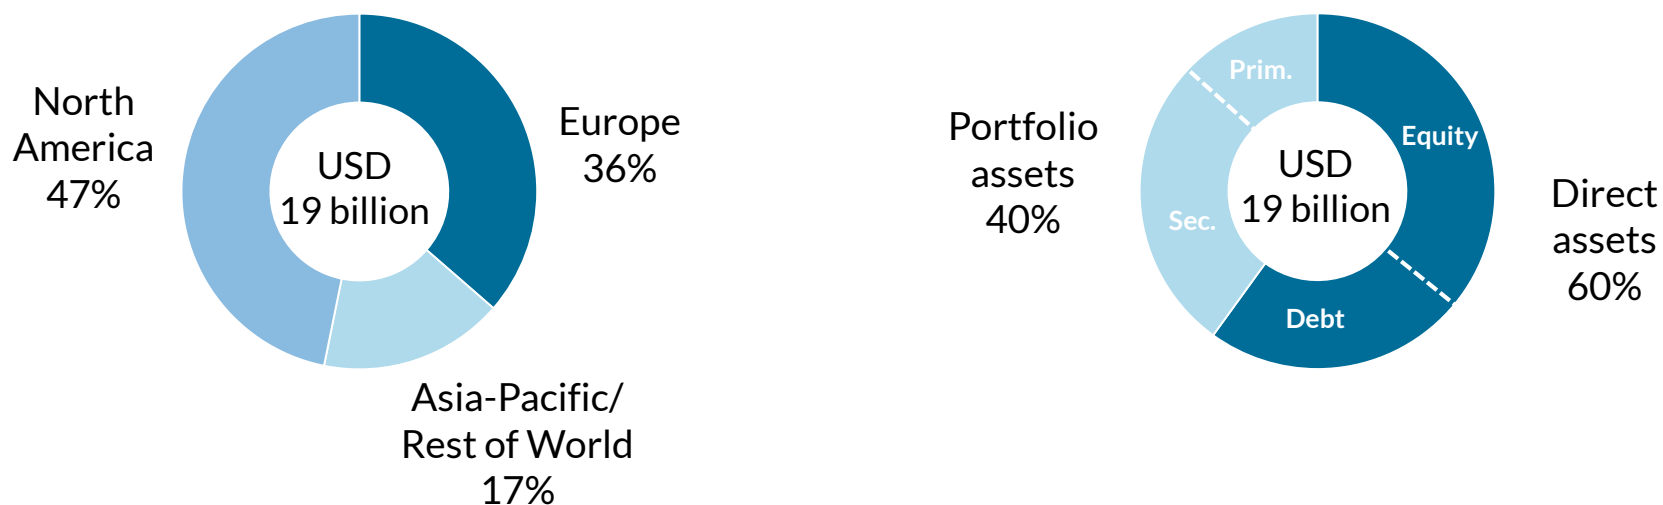 North
America
47%
USD
19 billion
Europe
36%
Asia-Pacific/
Rest of World
17%
Portfolio
assets
40%
Prim.
Sec.
USD
19 billion
Equity
Debt
Direct
assets
60%